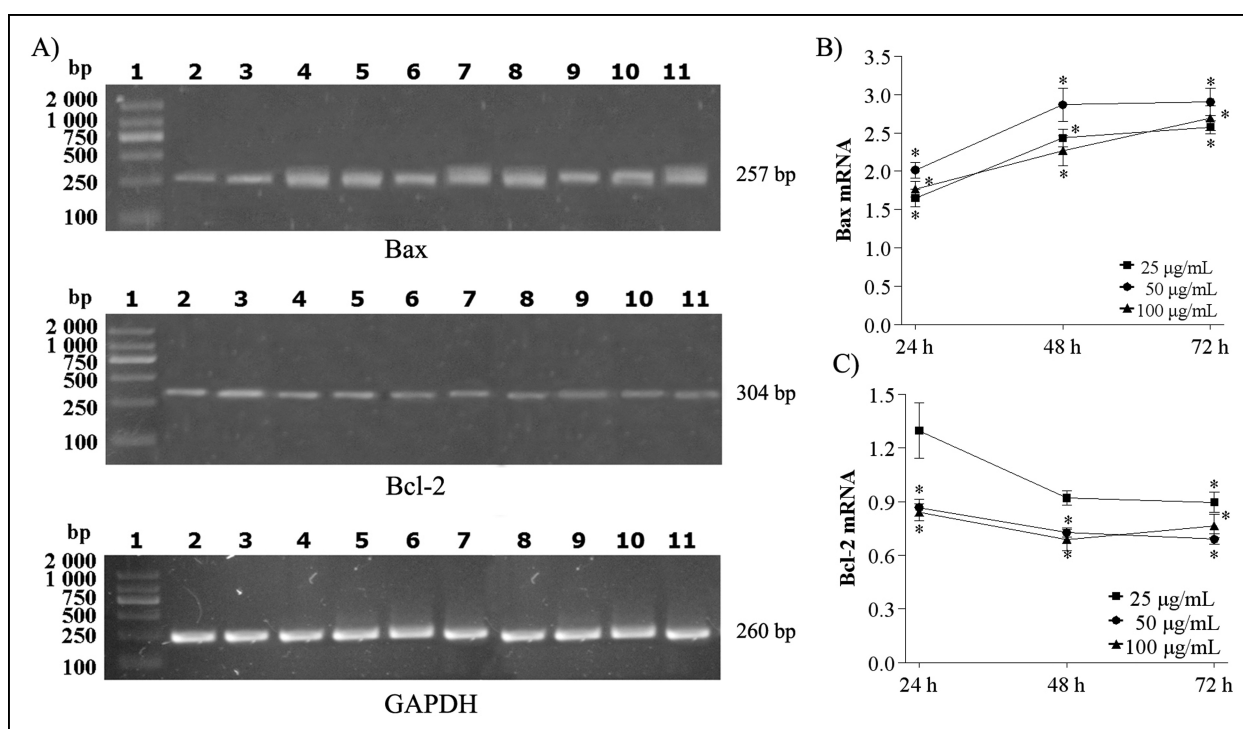 A)
bp 1 2 3 4 5 6 7 8 9 10 11
2 000
1 000
750
500
250
100
257 bp
Bax
bp 1 2 3 4 5 6 7 8 9 10 11
2 000
1 000
750
500
250
100
304 bp
Bcl-2
bp 1 2 3 4 5 6 7 8 9 10 11
2 000
1 000
750
500
250
100
260 bp
GAPDH
B)
Bax mRNA
3.5
3.0
2.5
2.0
1.5
1.0
0.5
0.0
* * * * * * * * *
25 µg/mL
50 µg/mL
100 µg/mL
24 h 48 h 72 h
C)
Bcl-2 mRNA
1.5
1.2
0.9
0.6
0.3
0.0
* * * * * * *
25 µg/mL
50 µg/mL
100 µg/mL
24 h 48 h 72 h